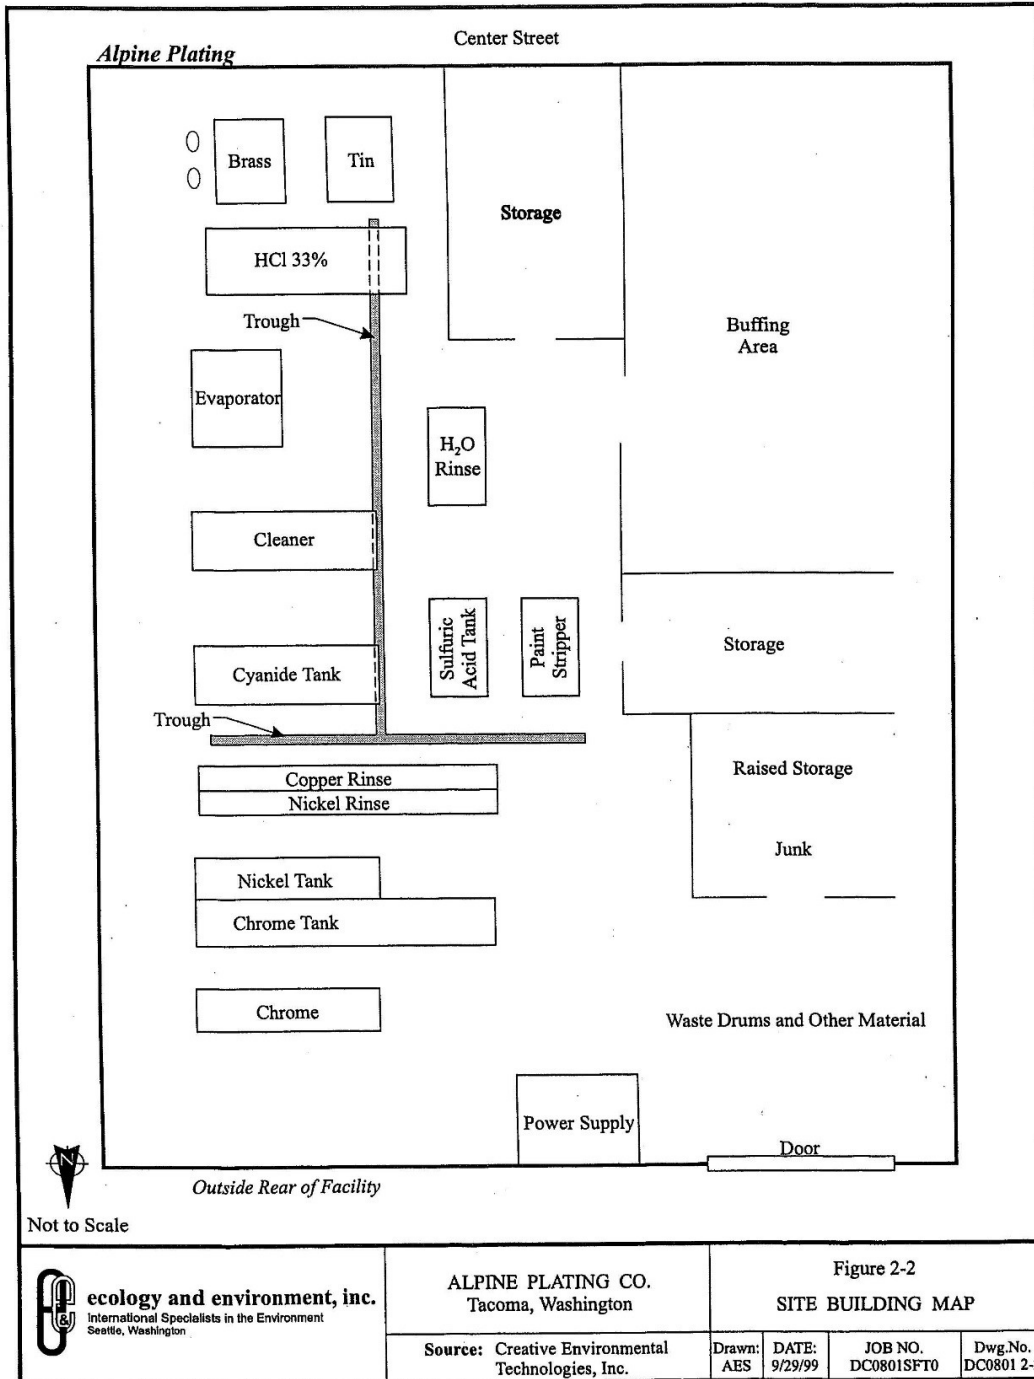 Center Street
Alpine Plating
Brass
Tin
Storage
HCl 33%
Trough
Buffing
Area
Evaporator
H₂O
Rinse
Cleaner
Sulfuric
Acid Tank
Paint
Stripper
Storage
Cyanide Tank
Trough
Raised Storage
Copper Rinse
Nickel Rinse
Junk
Nickel Tank
Chrome Tank
Chrome
Waste Drums and Other Material
Power Supply
Door
N
Outside Rear of Facility
Not to Scale
E&E
ecology and environment, inc.
International Specialists in the Environment
Seattle, Washington
ALPINE PLATING CO.
Tacoma, Washington
Figure 2-2
SITE BUILDING MAP
Source: Creative Environmental
Technologies, Inc.
Drawn:
AES
DATE:
9/29/99
JOB NO.
DC0801SFT0
Dwg.No.
DC0801 2-